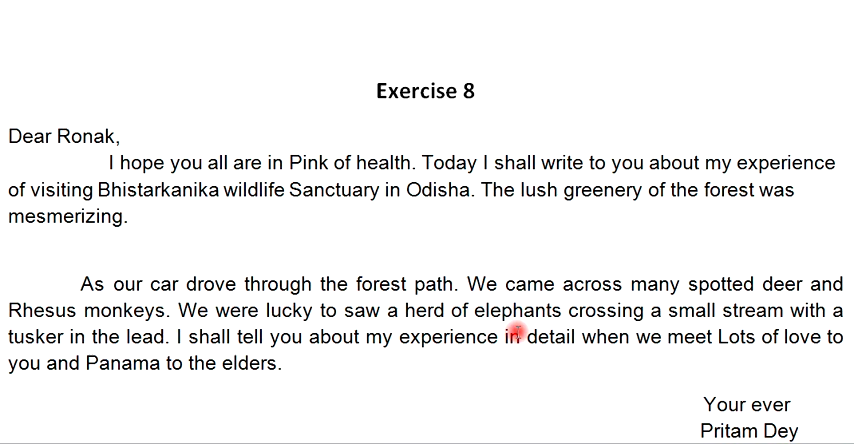 Exercise 8
Dear Ronak,
I hope you all are in Pink of health. Today I shall write to you about my experience
of visiting Bhistarkanika wildlife Sanctuary in Odisha. The lush greenery of the forest was
mesmerizing.
As our car drove through the forest path. We came across many spotted deer and
Rhesus monkeys. We were lucky to saw a herd of elephants crossing a small stream with a
tusker in the lead. I shall tell you about my experience in detail when we meet Lots of love to
you and Panama to the elders.
Your ever
Pritam Dey